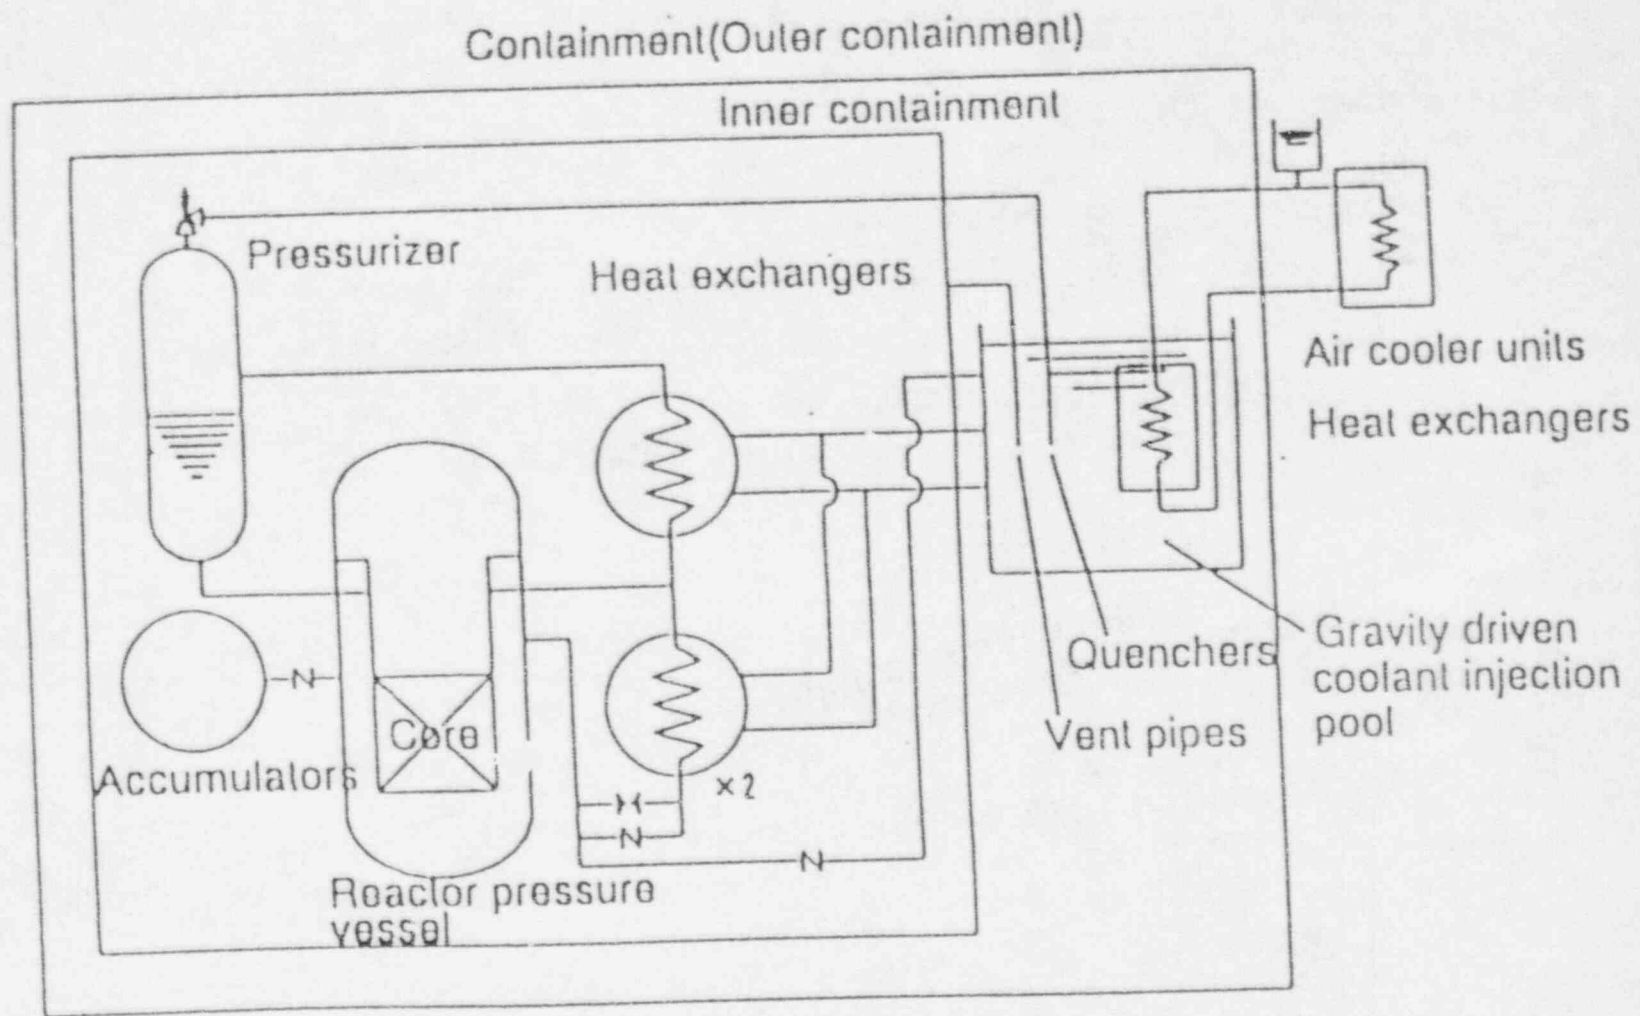 Containment(Outer containment)
Inner containment
Pressurizer
Heat exchangers
Air cooler units
Heat exchangers
Core
Accumulators
×2
Quenchers
Vent pipes
Gravity driven
coolant injection
pool
Reactor pressure
vessel